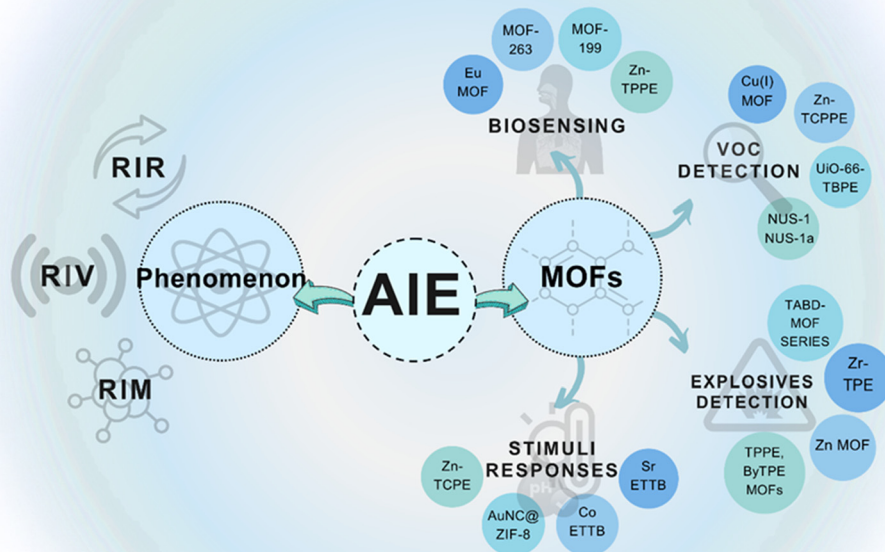 MOF-
263
MOF-
199
Eu
MOF
Zn-
TPPE
BIOSENSING
Cu(I)
MOF
Zn-
TCPPE
VOC
DETECTION
UiO-66-
TBPE
NUS-1
NUS-1a
RIR
RIV
RIM
Phenomenon
AIE
MOFs
TABD-
MOF
SERIES
Zr-
TPE
EXPLOSIVES
DETECTION
Zn MOF
TPPE,
ByTPE
MOFs
STIMULI
RESPONSES
Zn-
TCPE
Sr
ETTB
pH
AuNC@
ZIF-8
Co
ETTB